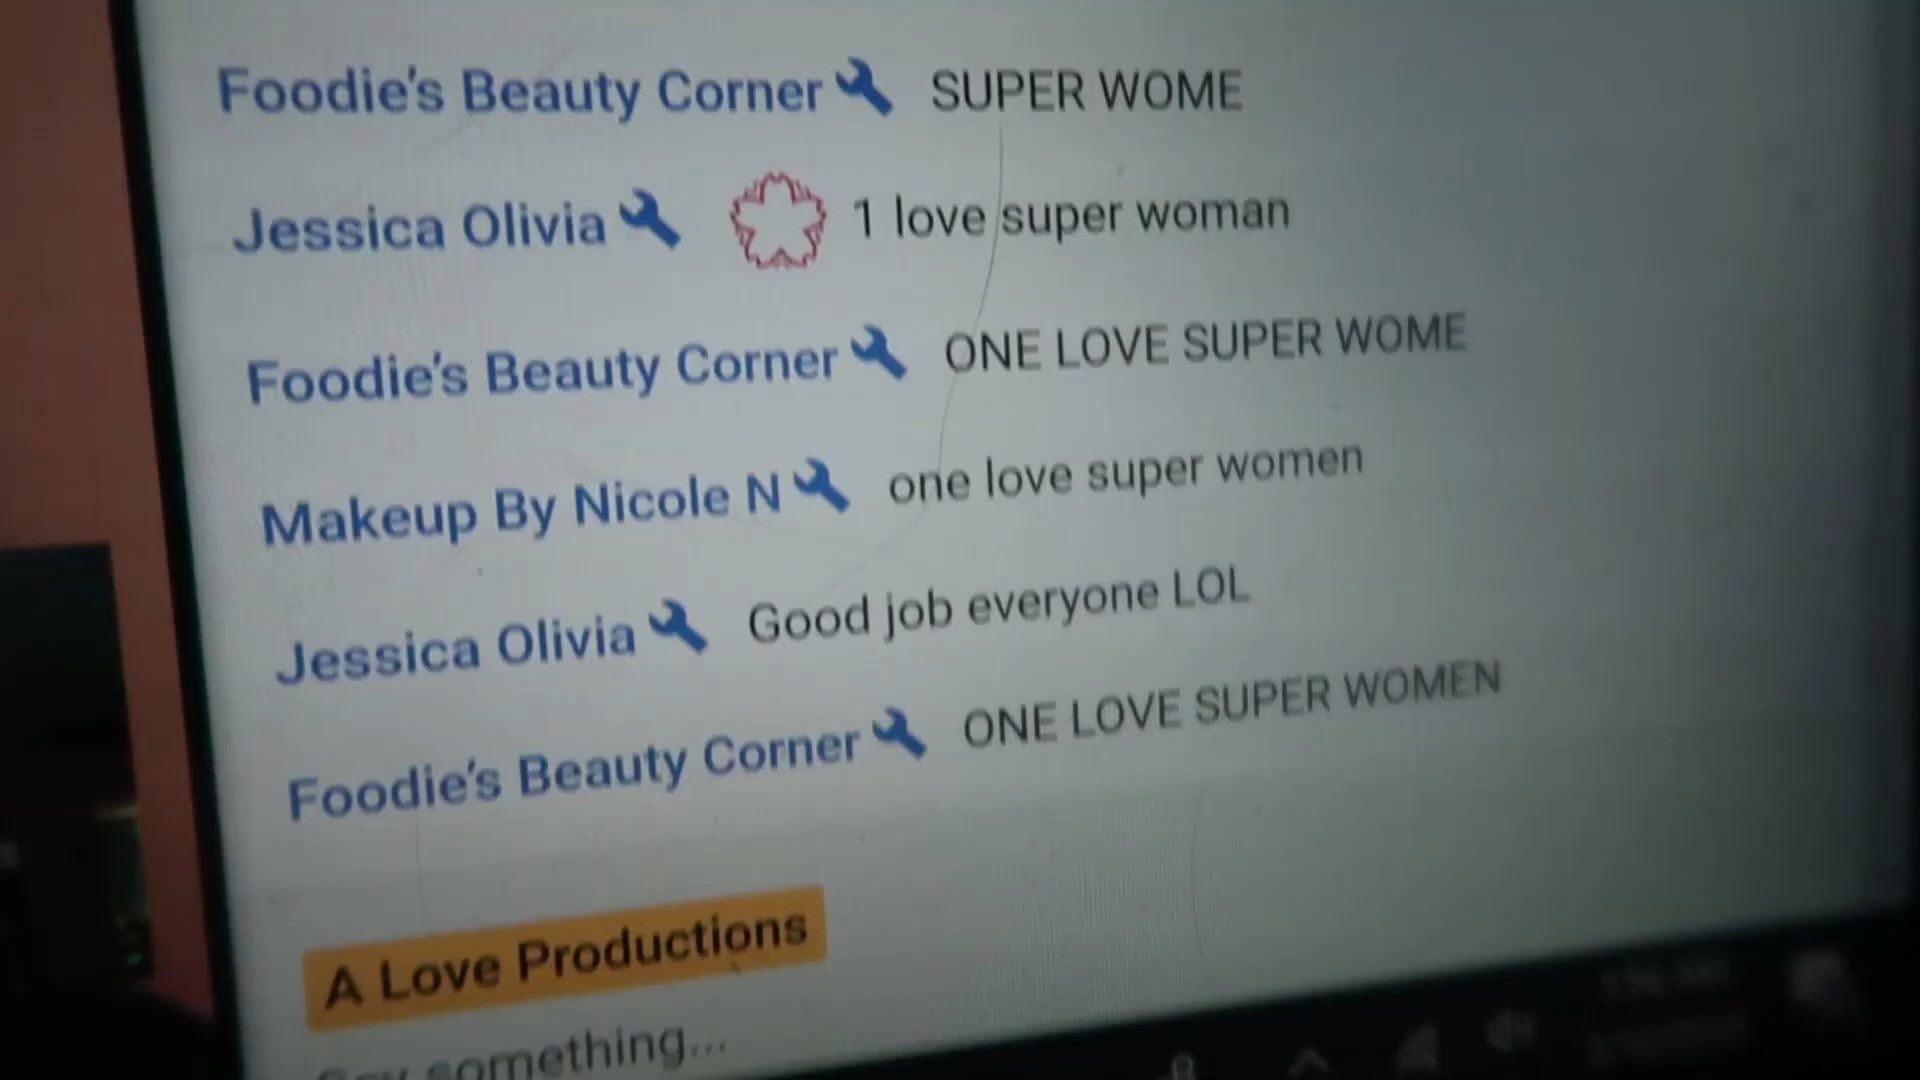 Foodie's Beauty Corner SUPER WOME
Jessica Olivia 1 love super woman
Foodie's Beauty Corner ONE LOVE SUPER WOME
Makeup By Nicole N one love super women
Jessica Olivia Good job everyone LOL
Foodie's Beauty Corner ONE LOVE SUPER WOMEN
A Love Productions
Say something...